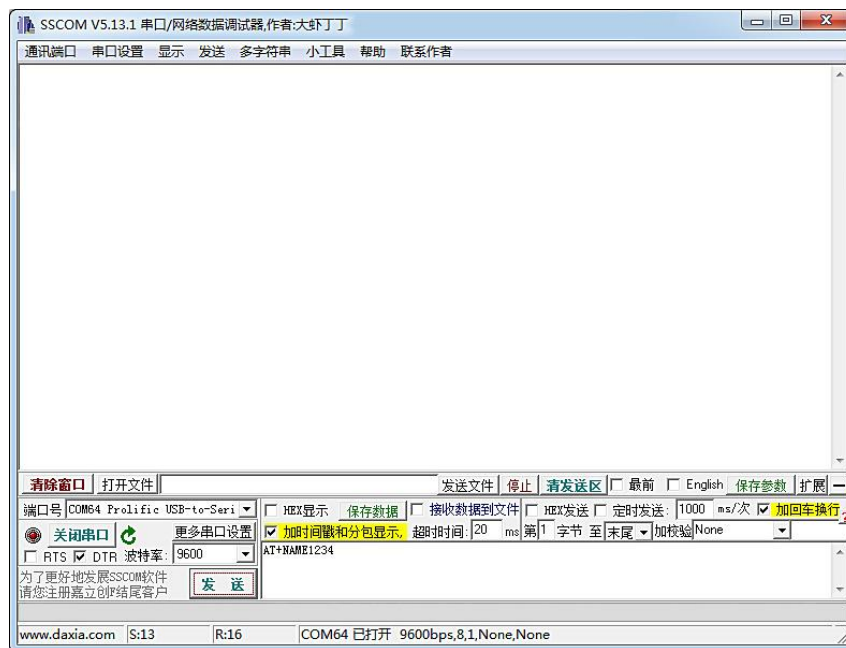 SSCOM V5.13.1 串口/网络数据调试器,作者:大虾丁丁
通讯端口 串口设置 显示 发送 多字符串 小工具 帮助 联系作者
清除窗口 打开文件 发送文件 停止 清发送区 最前 English 保存参数 扩展 —
端口号 COM64 Prolific USB-to-Seri HEX显示 保存数据 接收数据到文件 HEX发送 定时发送: 1000 ms/次 加回车换行
关闭串口 更多串口设置 加时间戳和分包显示, 超时时间: 20 ms 第1 字节 至 末尾 加校验 None
RTS DTR 波特率: 9600 AT+NAME1234
为了更好地发展SSCOM软件
请您注册嘉立创F结尾客户
发 送
www.daxia.com S:13 R:16 COM64 已打开 9600bps,8,1,None,None